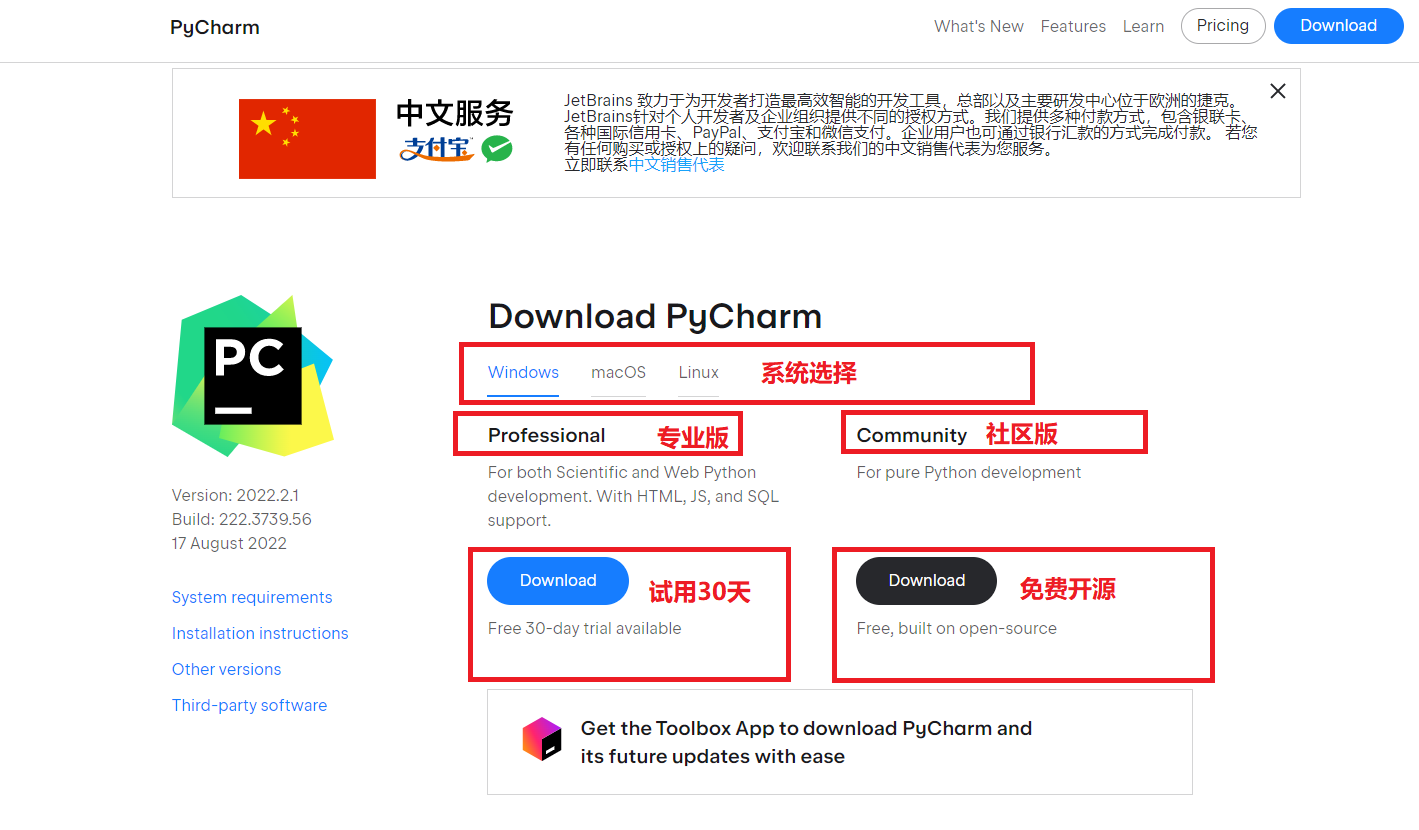 PyCharm
What's New Features Learn Pricing Download
中文服务
支付宝
JetBrains 致力于为开发者打造最高效智能的开发工具，总部以及主要研发中心位于欧洲的捷克。
JetBrains针对个人开发者及企业组织提供不同的授权方式。我们提供多种付款方式，包含银联卡、
各种国际信用卡、PayPal、支付宝和微信支付。企业用户也可通过银行汇款的方式完成付款。 若您
有任何购买或授权上的疑问，欢迎联系我们的中文销售代表为您服务。
立即联系中文销售代表
PC
Version: 2022.2.1
Build: 222.3739.56
17 August 2022
System requirements
Installation instructions
Other versions
Third-party software
Download PyCharm
Windows macOS Linux 系统选择
Professional 专业版
For both Scientific and Web Python
development. With HTML, JS, and SQL
support.
Download 试用30天
Free 30-day trial available
Community 社区版
For pure Python development
Download 免费开源
Free, built on open-source
Get the Toolbox App to download PyCharm and
its future updates with ease